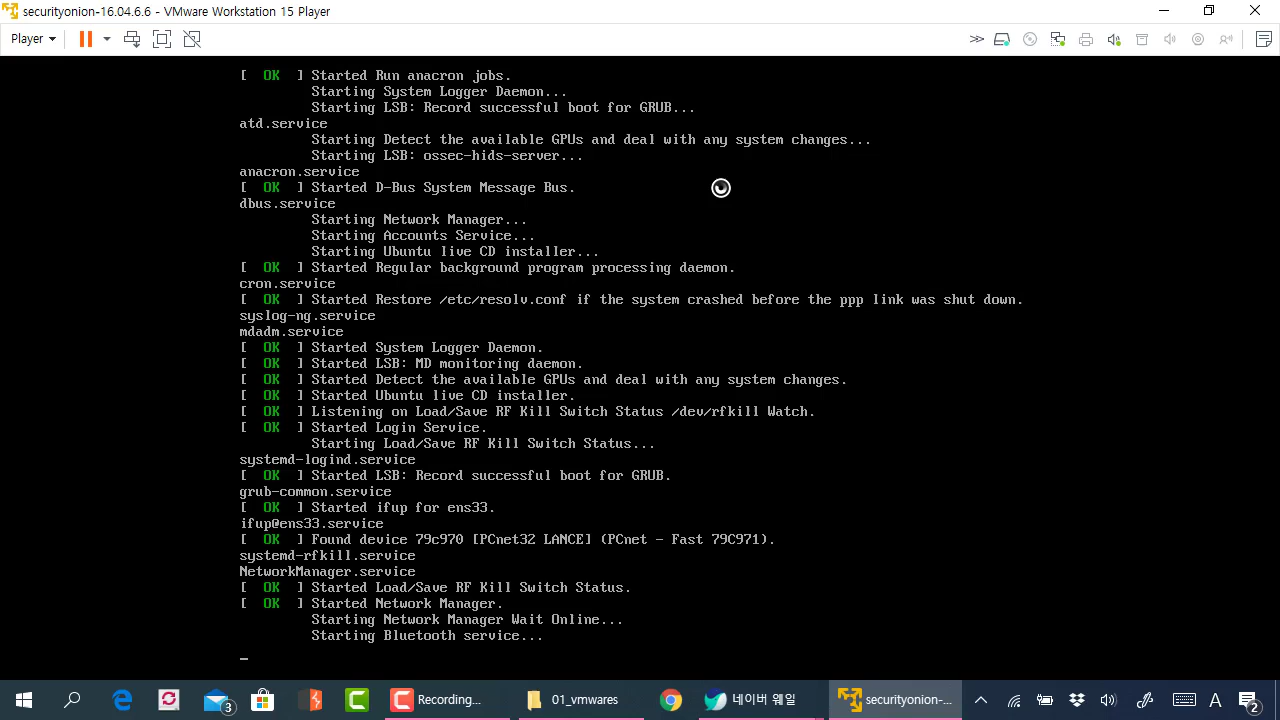 securityonion-16.04.6.6 - VMware Workstation 15 Player
Player
[  OK  ] Started Run anacron jobs.
Starting System Logger Daemon...
Starting LSB: Record successful boot for GRUB...
atd.service
Starting Detect the available GPUs and deal with any system changes...
Starting LSB: ossec-hids-server...
anacron.service
[  OK  ] Started D-Bus System Message Bus.
dbus.service
Starting Network Manager...
Starting Accounts Service...
Starting Ubuntu live CD installer...
[  OK  ] Started Regular background program processing daemon.
cron.service
[  OK  ] Started Restore /etc/resolv.conf if the system crashed before the ppp link was shut down.
syslog-ng.service
mdadm.service
[  OK  ] Started System Logger Daemon.
[  OK  ] Started LSB: MD monitoring daemon.
[  OK  ] Started Detect the available GPUs and deal with any system changes.
[  OK  ] Started Ubuntu live CD installer.
[  OK  ] Listening on Load/Save RF Kill Switch Status /dev/rfkill Watch.
[  OK  ] Started Login Service.
Starting Load/Save RF Kill Switch Status...
systemd-logind.service
[  OK  ] Started LSB: Record successful boot for GRUB.
grub-common.service
[  OK  ] Started ifup for ens33.
ifup@ens33.service
[  OK  ] Found device 79c970 [PCnet32 LANCE] (PCnet - Fast 79C971).
systemd-rfkill.service
NetworkManager.service
[  OK  ] Started Load/Save RF Kill Switch Status.
[  OK  ] Started Network Manager.
Starting Network Manager Wait Online...
Starting Bluetooth service...
3 Recording... 01_vmwares 네이버 웨일 securityonion-... A 2